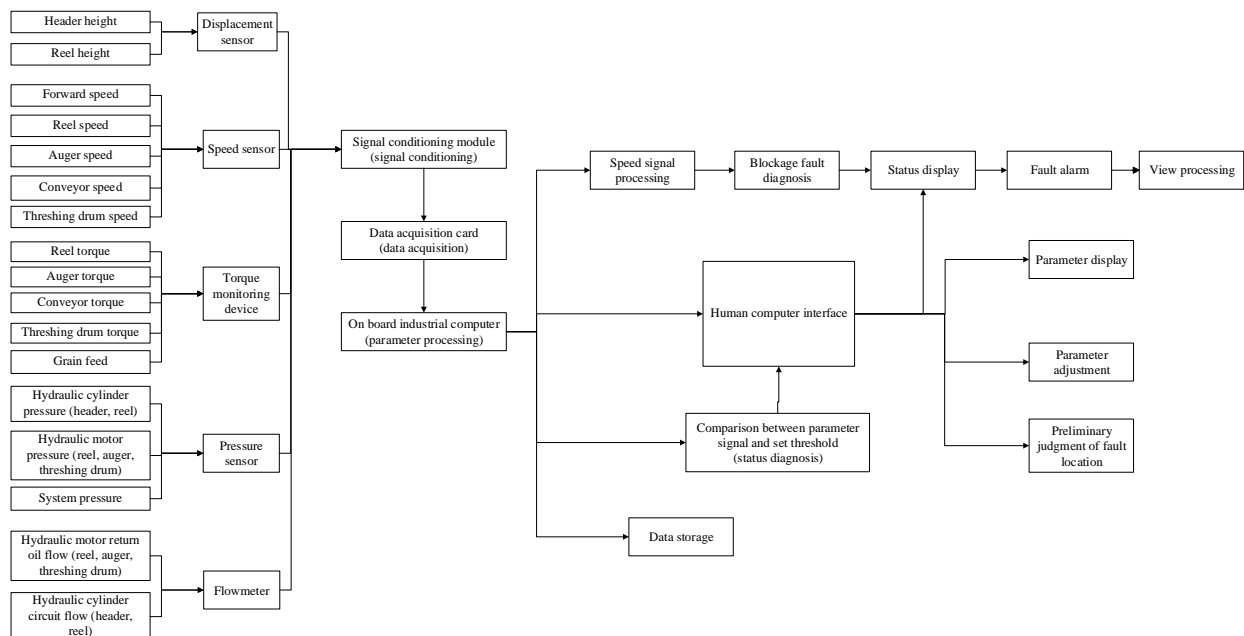 Header height
Reel height
Displacement
sensor
Forward speed
Reel speed
Auger speed
Conveyor speed
Threshing drum speed
Speed sensor
Reel torque
Auger torque
Conveyor torque
Threshing drum torque
Grain feed
Torque
monitoring
device
Hydraulic cylinder
pressure (header, reel)
Hydraulic motor
pressure (reel, auger,
threshing drum)
System pressure
Pressure
sensor
Hydraulic motor return
oil flow (reel, auger,
threshing drum)
Hydraulic cylinder
circuit flow (header,
reel)
Flowmeter
Signal conditioning module
(signal conditioning)
Data acquisition card
(data acquisition)
On board industrial computer
(parameter processing)
Speed signal
processing
Blockage fault
diagnosis
Status display
Fault alarm
View processing
Human computer interface
Comparison between parameter
signal and set threshold
(status diagnosis)
Data storage
Parameter display
Parameter
adjustment
Preliminary
judgment of fault
location